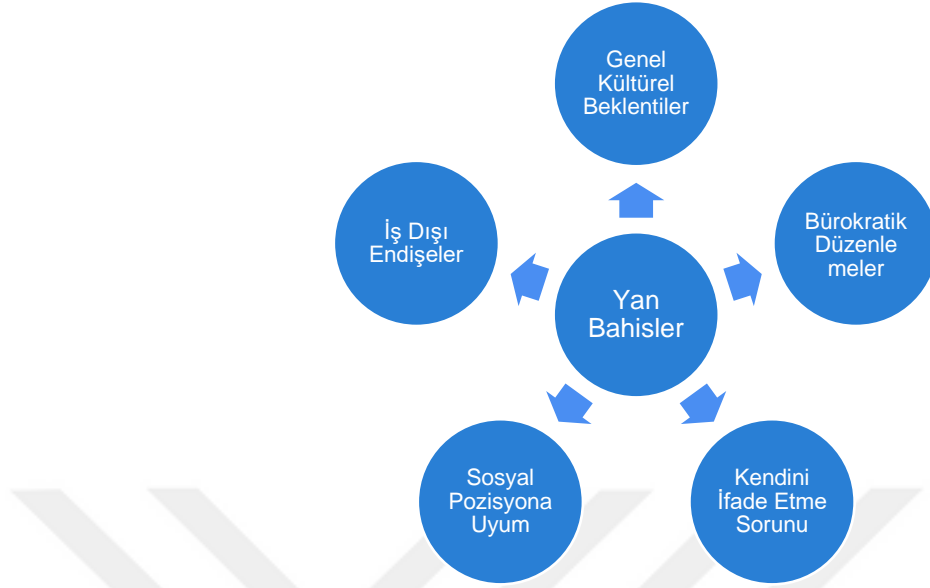 Genel
Kültürel
Beklentiler
İş Dışı
Endişeler
Bürokratik
Düzenle
meler
Yan
Bahisler
Sosyal
Pozisyona
Uyum
Kendini
İfade Etme
Sorunu